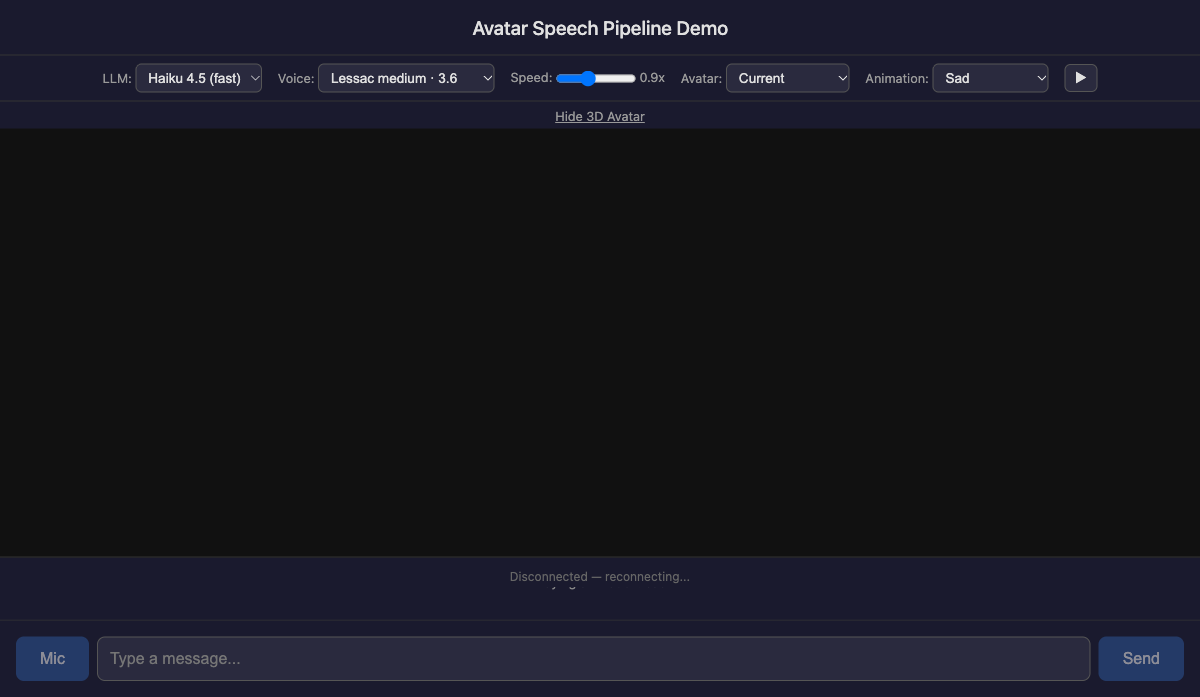 Avatar Speech Pipeline Demo
LLM: Haiku 4.5 (fast) Voice: Lessac medium · 3.6 Speed: 0.9x Avatar: Current Animation: Sad
Hide 3D Avatar
Disconnected — reconnecting...
Mic Type a message... Send